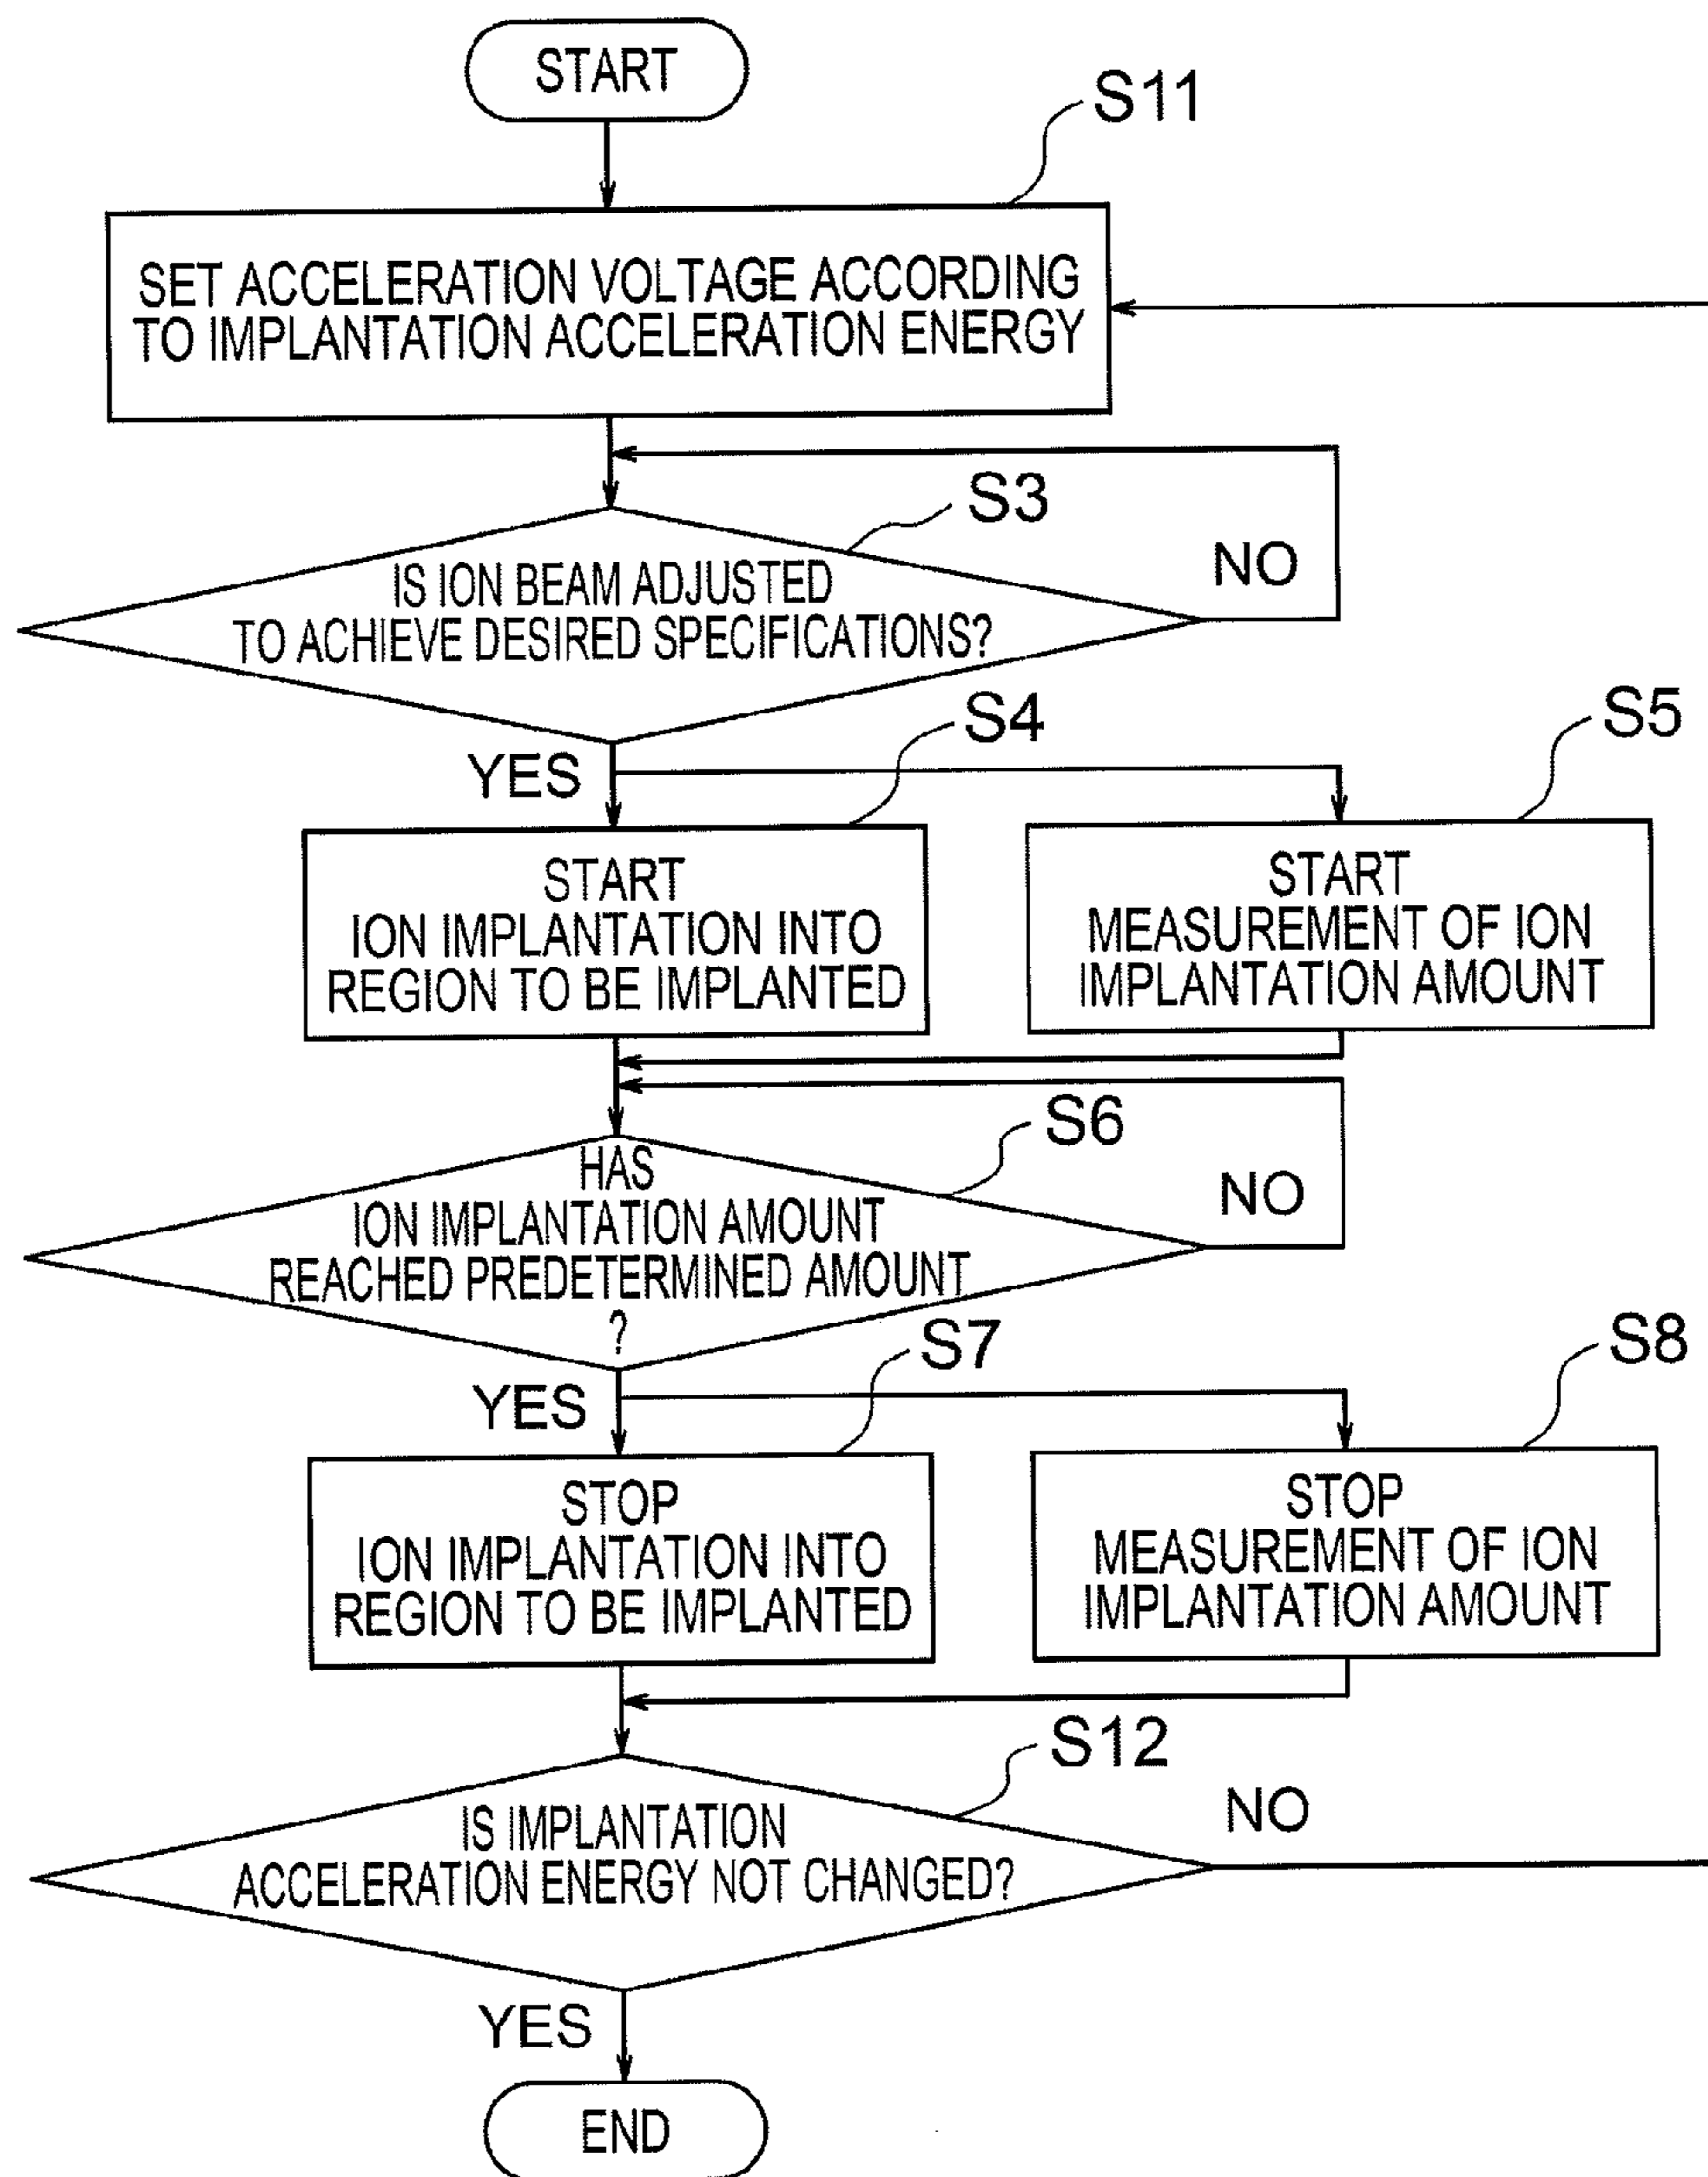 START
S11
SET ACCELERATION VOLTAGE ACCORDING
TO IMPLANTATION ACCELERATION ENERGY
S3
IS ION BEAM ADJUSTED
TO ACHIEVE DESIRED SPECIFICATIONS?
NO
YES
S4
S5
START
ION IMPLANTATION INTO
REGION TO BE IMPLANTED
START
MEASUREMENT OF ION
IMPLANTATION AMOUNT
S6
HAS
ION IMPLANTATION AMOUNT
REACHED PREDETERMINED AMOUNT
?
NO
YES
S7
S8
STOP
ION IMPLANTATION INTO
REGION TO BE IMPLANTED
STOP
MEASUREMENT OF ION
IMPLANTATION AMOUNT
S12
IS IMPLANTATION
ACCELERATION ENERGY NOT CHANGED?
NO
YES
END